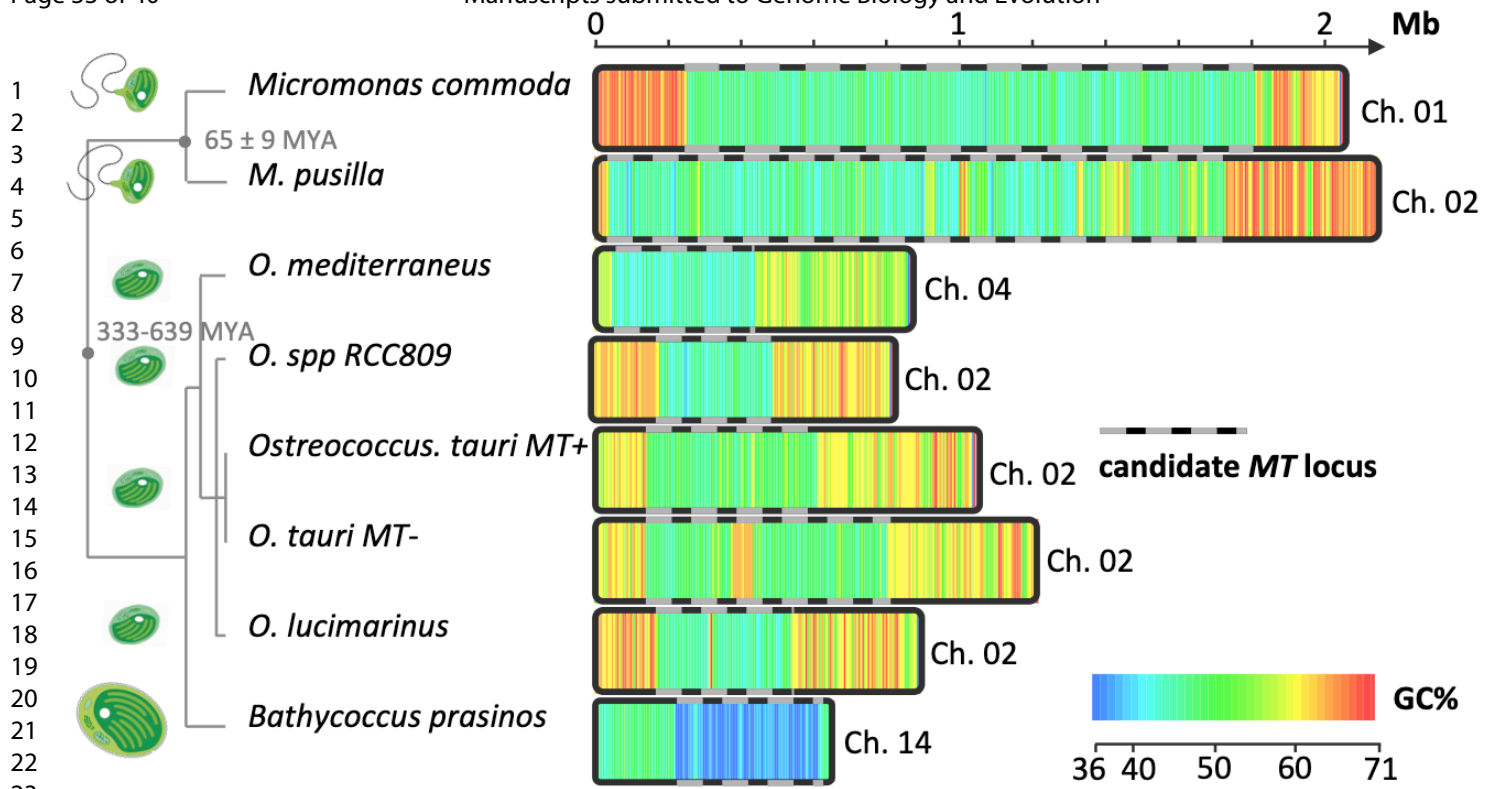 Page 35 of 40
Manuscripts submitted to Genome Biology and Evolution
0 1 2 Mb
1
2
3
4
5
6
7
8
9
10
11
12
13
14
15
16
17
18
19
20
21
22
Micromonas commoda
65 ± 9 MYA
M. pusilla
O. mediterraneus
333-639 MYA
O. spp RCC809
Ostreococcus. tauri MT+
O. tauri MT-
O. lucimarinus
Bathycoccus prasinos
Ch. 01
Ch. 02
Ch. 04
Ch. 02
Ch. 02
Ch. 02
Ch. 02
Ch. 14
candidate MT locus
GC%
36 40 50 60 71